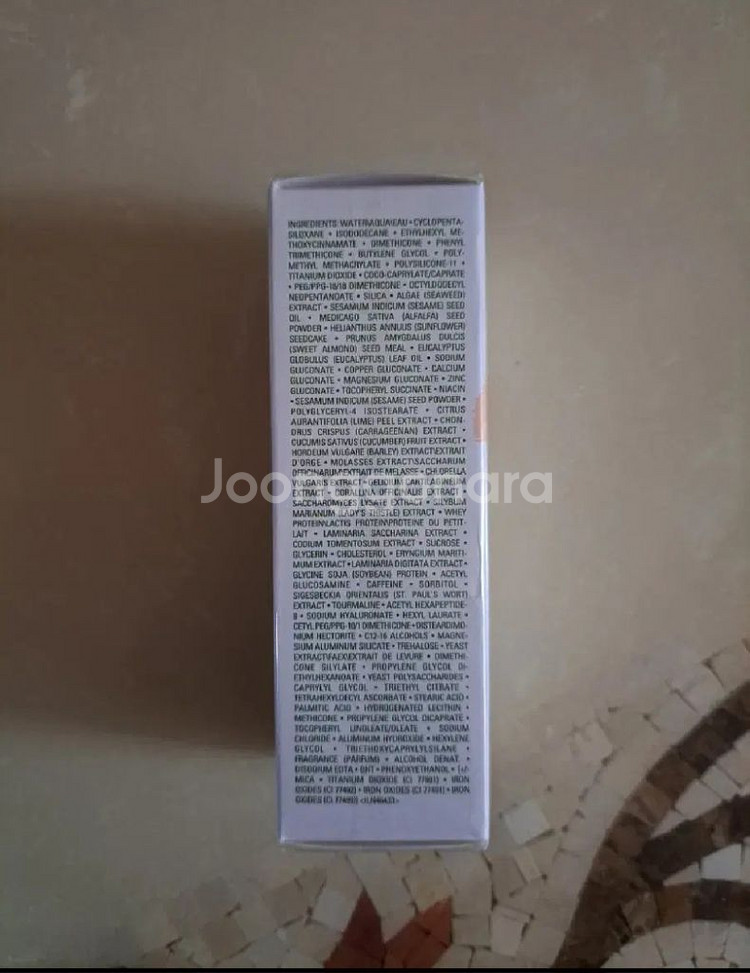 INGREDIENTS: WATER\AQUA\EAU • CYCLOPENTA-
SILOXANE • ISODODECANE • ETHYLHEXYL ME-
THOXYCINNAMATE • DIMETHICONE • PHENYL
TRIMETHICONE • BUTYLENE GLYCOL • POLY-
METHYL METHACRYLATE • POLYSILICONE-11 •
TITANIUM DIOXIDE • COCO-CAPRYLATE/CAPRATE
• PEG/PPG-18/18 DIMETHICONE • OCTYLDODECYL
NEOPENTANOATE • SILICA • ALGAE (SEAWEED)
EXTRACT • SESAMUM INDICUM (SESAME) SEED
OIL • MEDICAGO SATIVA (ALFALFA) SEED
POWDER • HELIANTHUS ANNUUS (SUNFLOWER)
SEEDCAKE • PRUNUS AMYGDALUS DULCIS
(SWEET ALMOND) SEED MEAL • EUCALYPTUS
GLOBULUS (EUCALYPTUS) LEAF OIL • SODIUM
GLUCONATE • COPPER GLUCONATE • CALCIUM
GLUCONATE • MAGNESIUM GLUCONATE • ZINC
GLUCONATE • TOCOPHERYL SUCCINATE • NIACIN
• SESAMUM INDICUM (SESAME) SEED POWDER •
POLYGLYCERYL-4 ISOSTEARATE • CITRUS
AURANTIFOLIA (LIME) PEEL EXTRACT • CHON-
DRUS CRISPUS (CARRAGEENAN) EXTRACT •
CUCUMIS SATIVUS (CUCUMBER) FRUIT EXTRACT •
HORDEUM VULGARE (BARLEY) EXTRACT\EXTRAIT
D'ORGE • MOLASSES EXTRACT\SACCHARUM
OFFICINARUM\EXTRAIT DE MELASSE • CHLORELLA
VULGARIS EXTRACT • GELIDIUM CARTILAGINEUM
EXTRACT • CORALLINA OFFICINALIS EXTRACT •
Joonggonara
SACCHAROMYCES LYSATE EXTRACT • SILYBUM
MARIANUM (LADY'S THISTLE) EXTRACT • WHEY
PROTEIN\LACTIS PROTEIN\PROTÉINE DU PETIT-
LAIT • LAMINARIA SACCHARINA EXTRACT •
CODIUM TOMENTOSUM EXTRACT • SUCROSE •
GLYCERIN • CHOLESTEROL • ERYNGIUM MARITI-
MUM EXTRACT • LAMINARIA DIGITATA EXTRACT •
GLYCINE SOJA (SOYBEAN) PROTEIN • ACETYL
GLUCOSAMINE • CAFFEINE • SORBITOL •
SIGESBECKIA ORIENTALIS (ST. PAUL'S WORT)
EXTRACT • TOURMALINE • ACETYL HEXAPEPTIDE-
8 • SODIUM HYALURONATE • HEXYL LAURATE •
CETYL PEG/PPG-10/1 DIMETHICONE • DISTEARDIMO-
NIUM HECTORITE • C12-16 ALCOHOLS • MAGNE-
SIUM ALUMINUM SILICATE • TREHALOSE • YEAST
EXTRACT\FAEX\EXTRAIT DE LEVURE • DIMETHI-
CONE SILYLATE • PROPYLENE GLYCOL DI-
ETHYLHEXANOATE • YEAST POLYSACCHARIDES •
CAPRYLYL GLYCOL • TRIETHYL CITRATE •
TETRAHEXYLDECYL ASCORBATE • STEARIC ACID •
PALMITIC ACID • HYDROGENATED LECITHIN •
METHICONE • PROPYLENE GLYCOL DICAPRATE •
TOCOPHERYL LINOLEATE/OLEATE • SODIUM
CHLORIDE • ALUMINUM HYDROXIDE • HEXYLENE
GLYCOL • TRIETHOXYCAPRYLYLSILANE •
FRAGRANCE (PARFUM) • ALCOHOL DENAT. •
DISODIUM EDTA • BHT • PHENOXYETHANOL • [+/-
MICA • TITANIUM DIOXIDE (CI 77891) • IRON
OXIDES (CI 77492) • IRON OXIDES (CI 77491) • IRON
OXIDES (CI 77499)]